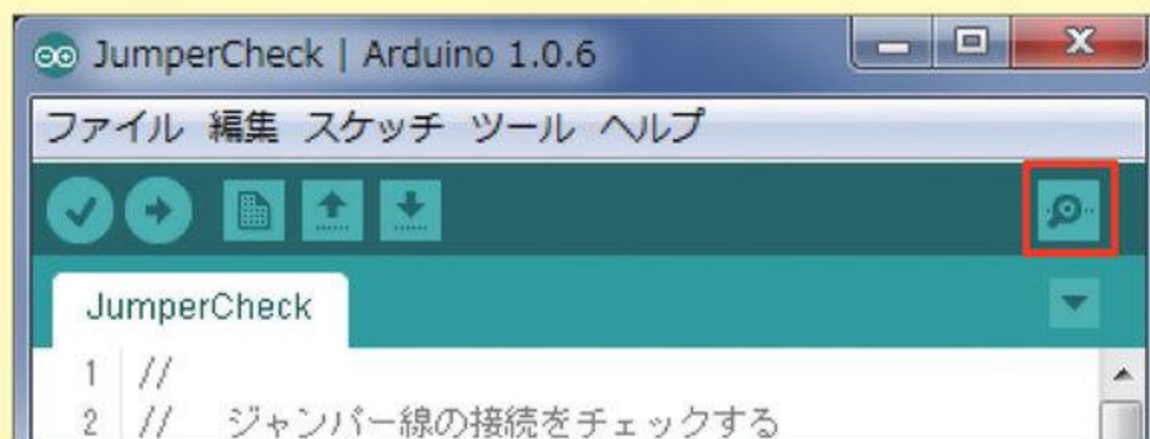 JumperCheck | Arduino 1.0.6
ファイル 編集 スケッチ ツール ヘルプ
JumperCheck
1 //
2 // ジャンパー線の接続をチェックする